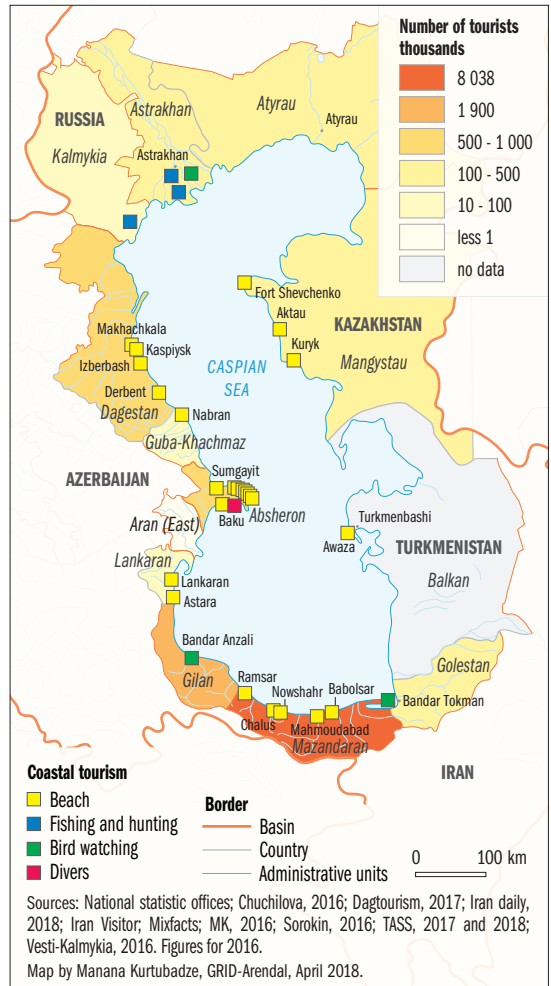 Number of tourists
thousands
8 038
1 900
500 - 1 000
100 - 500
10 - 100
less 1
no data
RUSSIA
Kalmykia
Astrakhan
Astrakhan
Atyrau
Atyrau
Fort Shevchenko
Aktau
Kuryk
KAZAKHSTAN
Mangystau
CASPIAN
SEA
Makhachkala
Kaspiysk
Izberbash
Derbent
Dagestan
Nabran
Guba-Khachmaz
AZERBAIJAN
Sumgayit
Absheron
Baku
Aran (East)
Turkmenbashi
Awaza
TURKMENISTAN
Balkan
Lankaran
Lankaran
Astara
Bandar Anzali
Gilan
Ramsar
Nowshahr
Babolsar
Chalus
Mahmoudabad
Mazandaran
Golestan
Bandar Tokman
IRAN
Coastal tourism
Beach
Fishing and hunting
Bird watching
Divers
Border
Basin
Country
Administrative units
0 100 km
Sources: National statistic offices; Chuchilova, 2016; Dagtourism, 2017; Iran daily,
2018; Iran Visitor; Mixfacts; MK, 2016; Sorokin, 2016; TASS, 2017 and 2018;
Vesti-Kalmykia, 2016. Figures for 2016.
Map by Manana Kurtubadze, GRID-Arendal, April 2018.